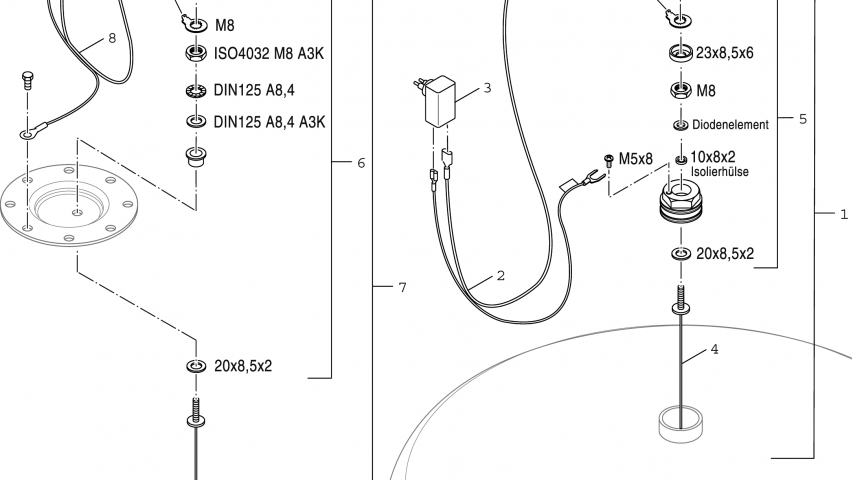 M8
8
ISO4032 M8 A3K
DIN125 A8,4
DIN125 A8,4 A3K
6
7
20x8,5x2
3
23x8,5x6
M8
5
Diodenelement
M5x8
10x8x2
Isolierhülse
1
20x8,5x2
2
4